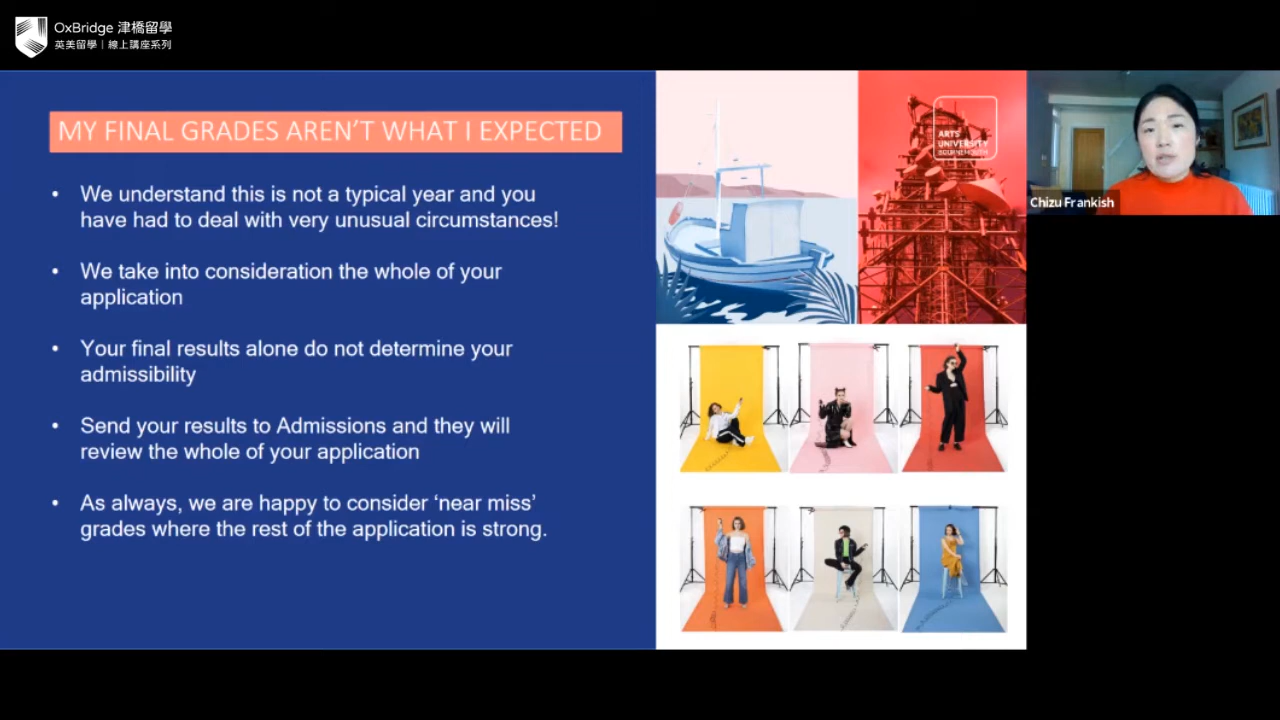 OxBridge 津橋留學
英美留學｜線上講座系列
MY FINAL GRADES AREN'T WHAT I EXPECTED
• We understand this is not a typical year and you
have had to deal with very unusual circumstances!
• We take into consideration the whole of your
application
• Your final results alone do not determine your
admissibility
• Send your results to Admissions and they will
review the whole of your application
• As always, we are happy to consider ‘near miss’
grades where the rest of the application is strong.
ARTS
UNIVERSITY
BOURNEMOUTH
Chizu Frankish